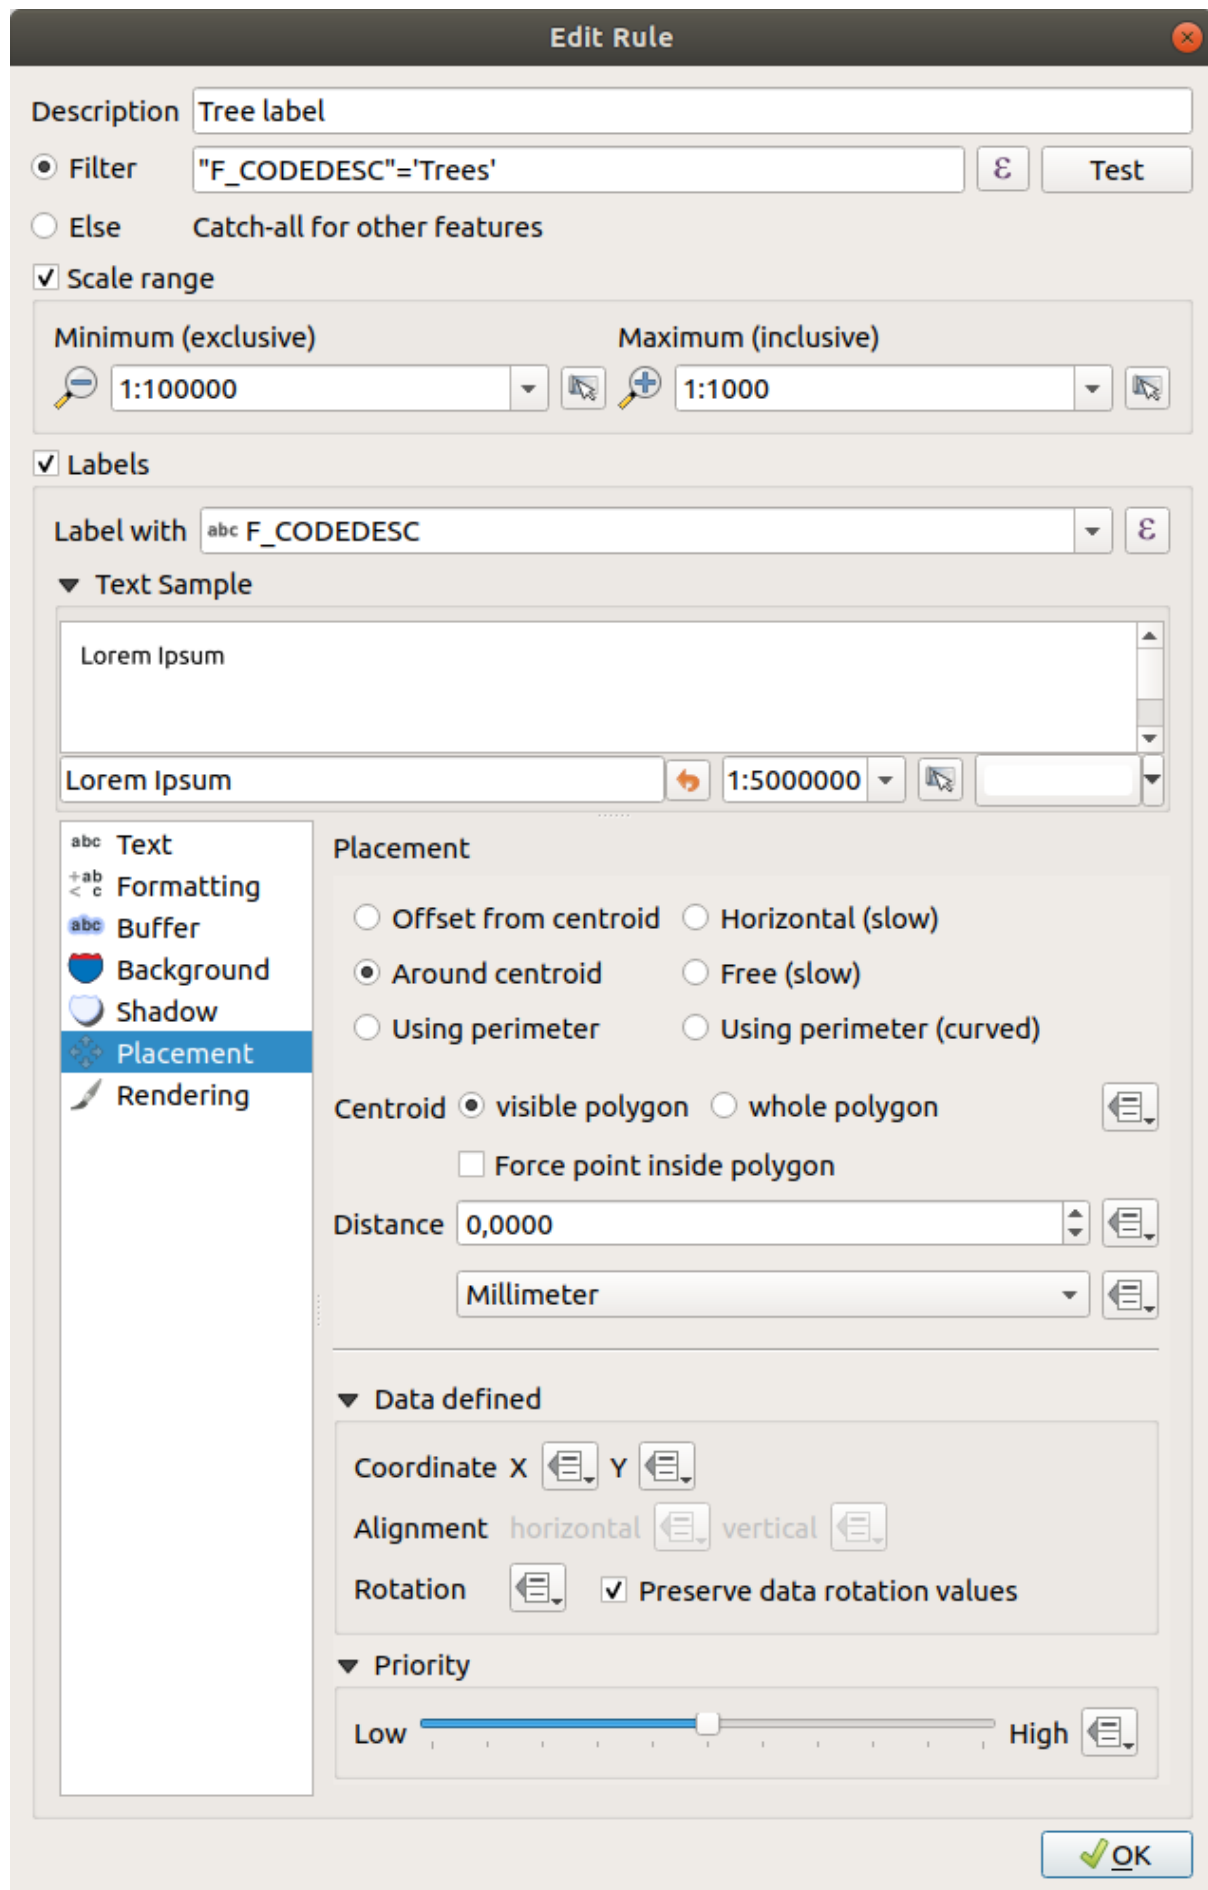 Edit Rule
Description Tree label
Filter "F_CODEDESC"='Trees' ε Test
Else Catch-all for other features
Scale range
Minimum (exclusive) Maximum (inclusive)
1:100000 1:1000
Labels
Label with abc F_CODEDESC ε
Text Sample
Lorem Ipsum
Lorem Ipsum 1:5000000
abc Text
+ab
< c Formatting
abc Buffer
Background
Shadow
Placement
Rendering
Placement
Offset from centroid Horizontal (slow)
Around centroid Free (slow)
Using perimeter Using perimeter (curved)
Centroid visible polygon whole polygon
Force point inside polygon
Distance 0,0000
Millimeter
Data defined
Coordinate X Y
Alignment horizontal vertical
Rotation Preserve data rotation values
Priority
Low High
OK